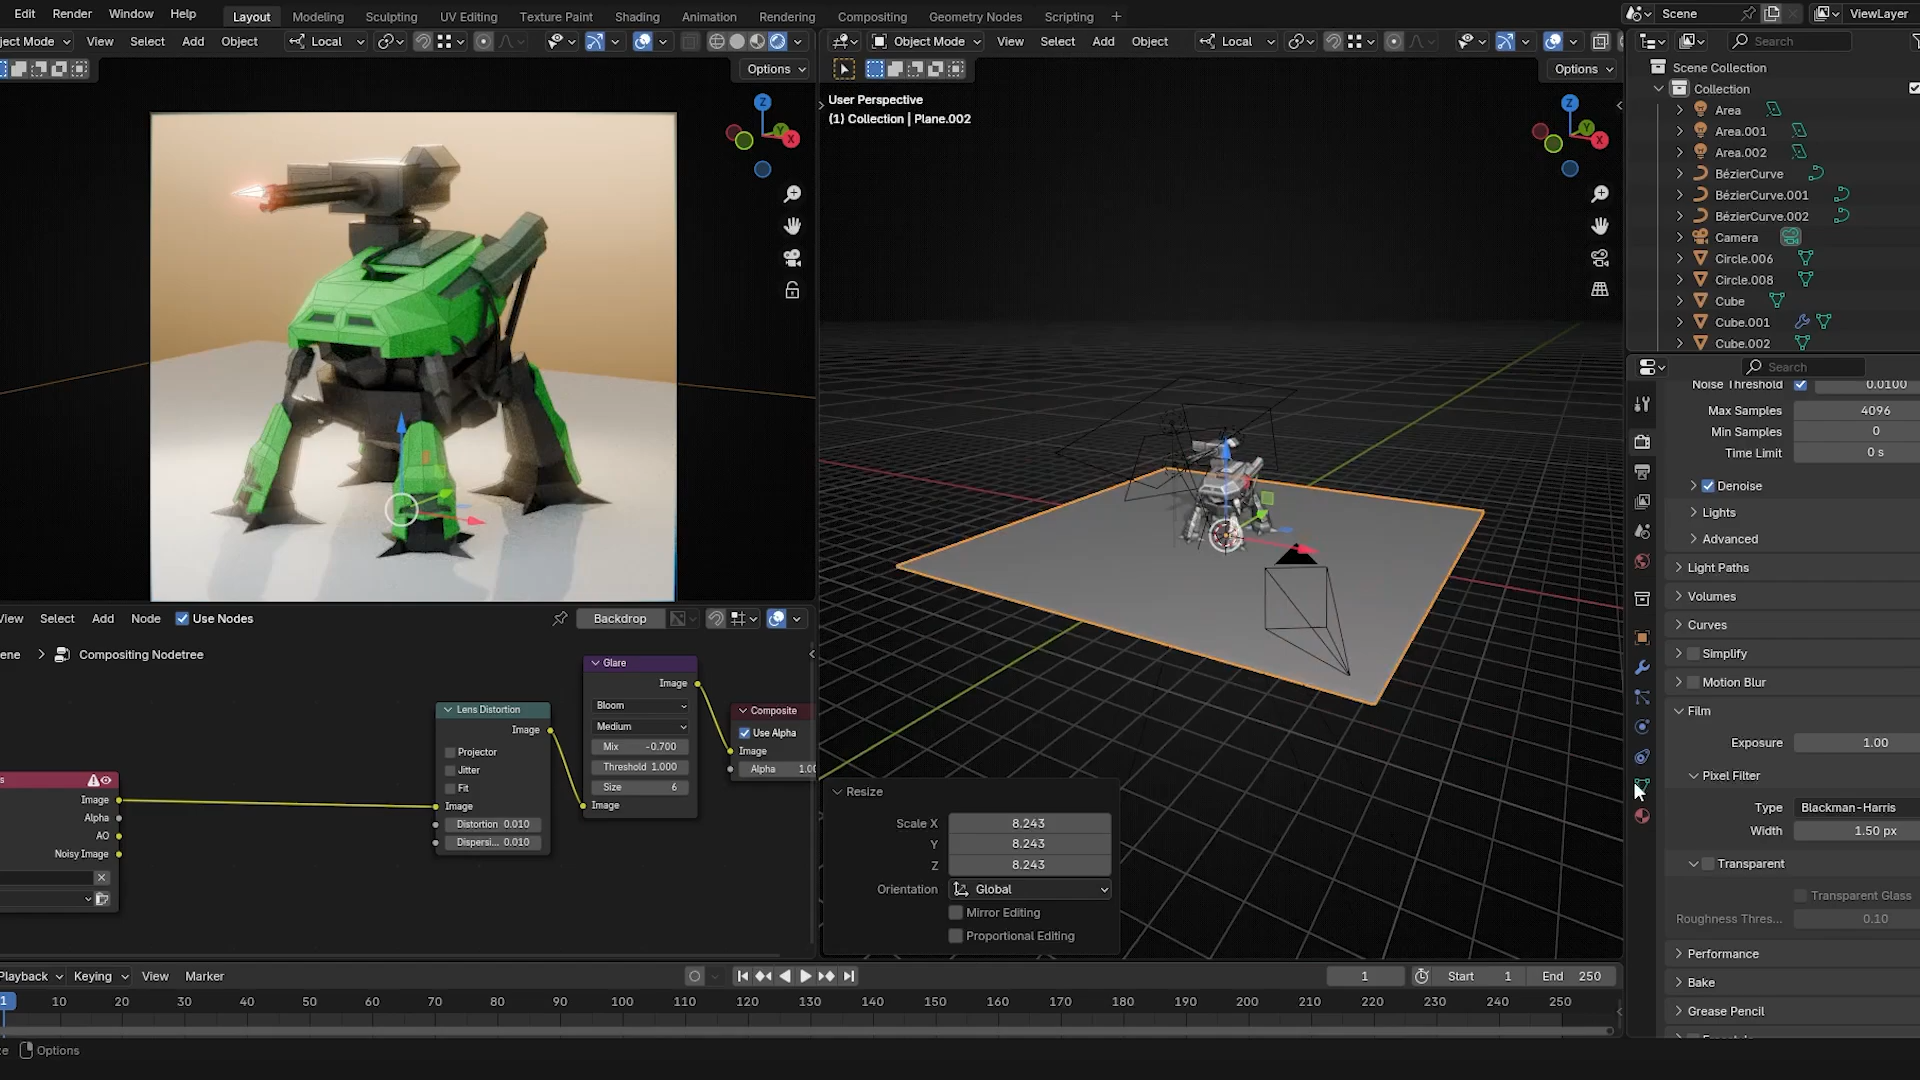 Edit Render Window Help Layout Modeling Sculpting UV Editing Texture Paint Shading Animation Rendering Compositing Geometry Nodes Scripting + Scene ViewLayer
ject Mode View Select Add Object Local
Object Mode View Select Add Object Local
Search
Options
Options
User Perspective
(1) Collection | Plane.002
Z
Y
X
Z
Y
X
Scene Collection
Collection
Area
Area.001
Area.002
BézierCurve
BézierCurve.001
BézierCurve.002
Camera
Circle.006
Circle.008
Cube
Cube.001
Cube.002
Search
Noise Threshold 0.0100
Max Samples 4096
Min Samples 0
Time Limit 0 s
Denoise
Lights
Advanced
Light Paths
Volumes
Curves
Simplify
Motion Blur
Film
Exposure 1.00
Pixel Filter
Type Blackman-Harris
Width 1.50 px
Transparent
Transparent Glass
Roughness Thres... 0.10
Performance
Bake
Grease Pencil
View Select Add Node Use Nodes Backdrop
ene > Compositing Nodetree
s
Image
Alpha
AO
Noisy Image
Lens Distortion
Image
Projector
Jitter
Fit
Image
Distortion 0.010
Dispersi... 0.010
Glare
Image
Bloom
Medium
Mix -0.700
Threshold 1.000
Size 6
Image
Composite
Use Alpha
Image
Alpha 1.00
Resize
Scale X 8.243
Y 8.243
Z 8.243
Orientation Global
Mirror Editing
Proportional Editing
Playback Keying View Marker 1 Start 1 End 250
1 10 20 30 40 50 60 70 80 90 100 110 120 130 140 150 160 170 180 190 200 210 220 230 240 250
ze Options